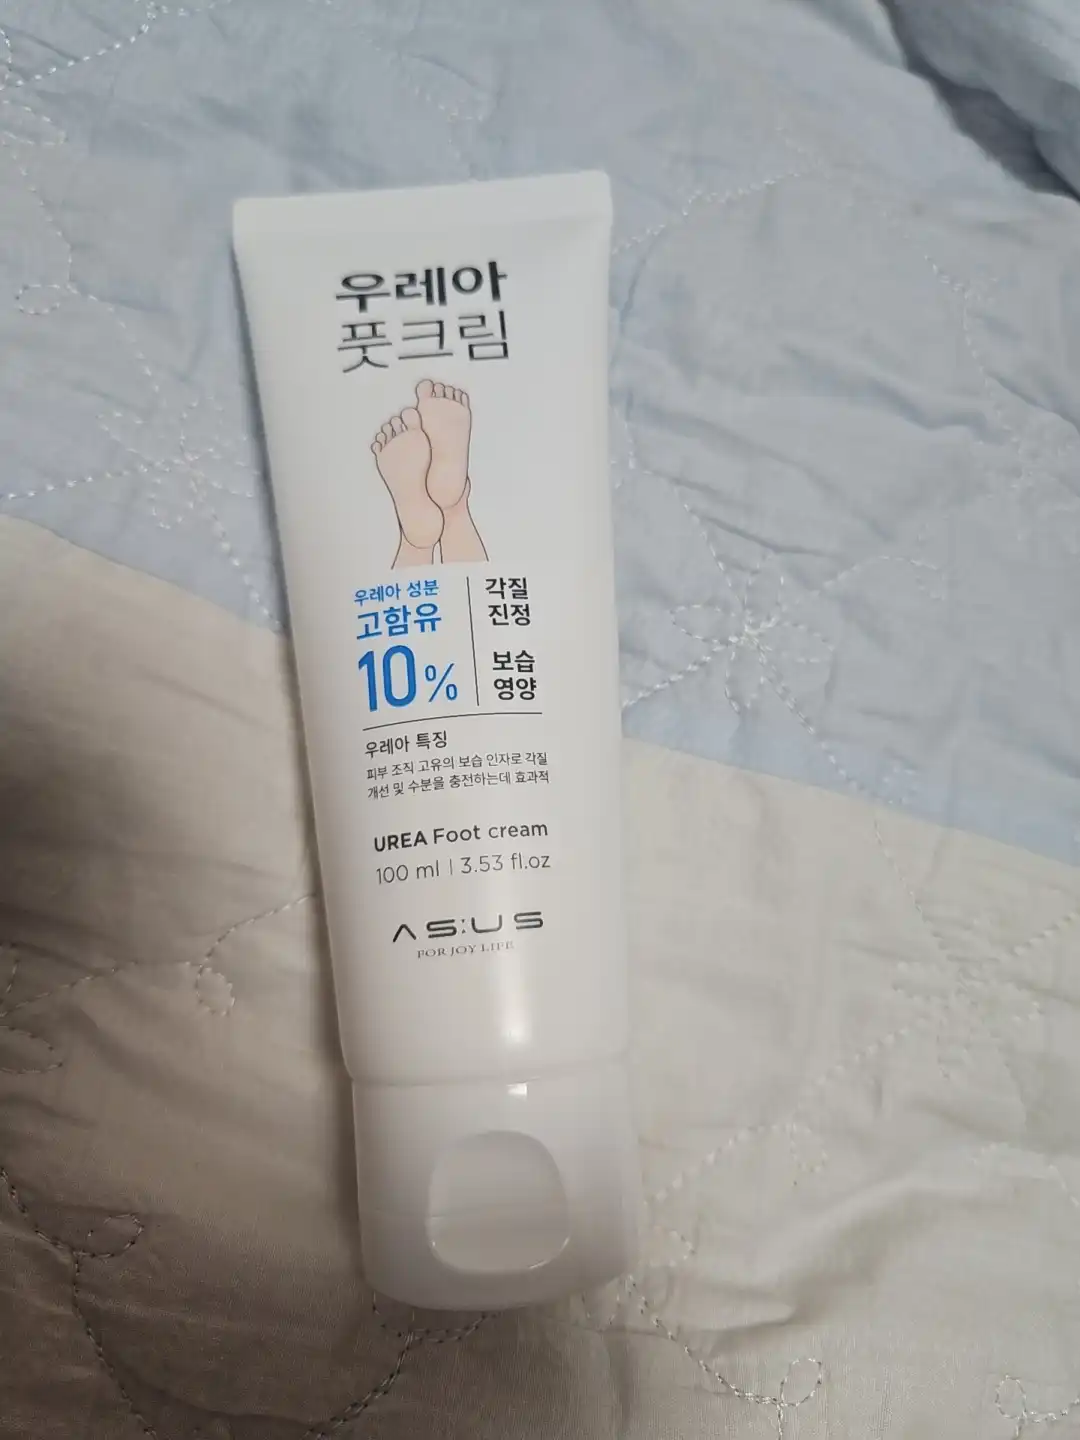 우레아
풋크림
우레아 성분
고함유
10%
각질
진정
보습
영양
우레아 특징
피부 조직 고유의 보습 인자로 각질
개선 및 수분을 충전하는데 효과적
UREA Foot cream
100 ml | 3.53 fl.oz
AS:US
FOR JOY LIFE